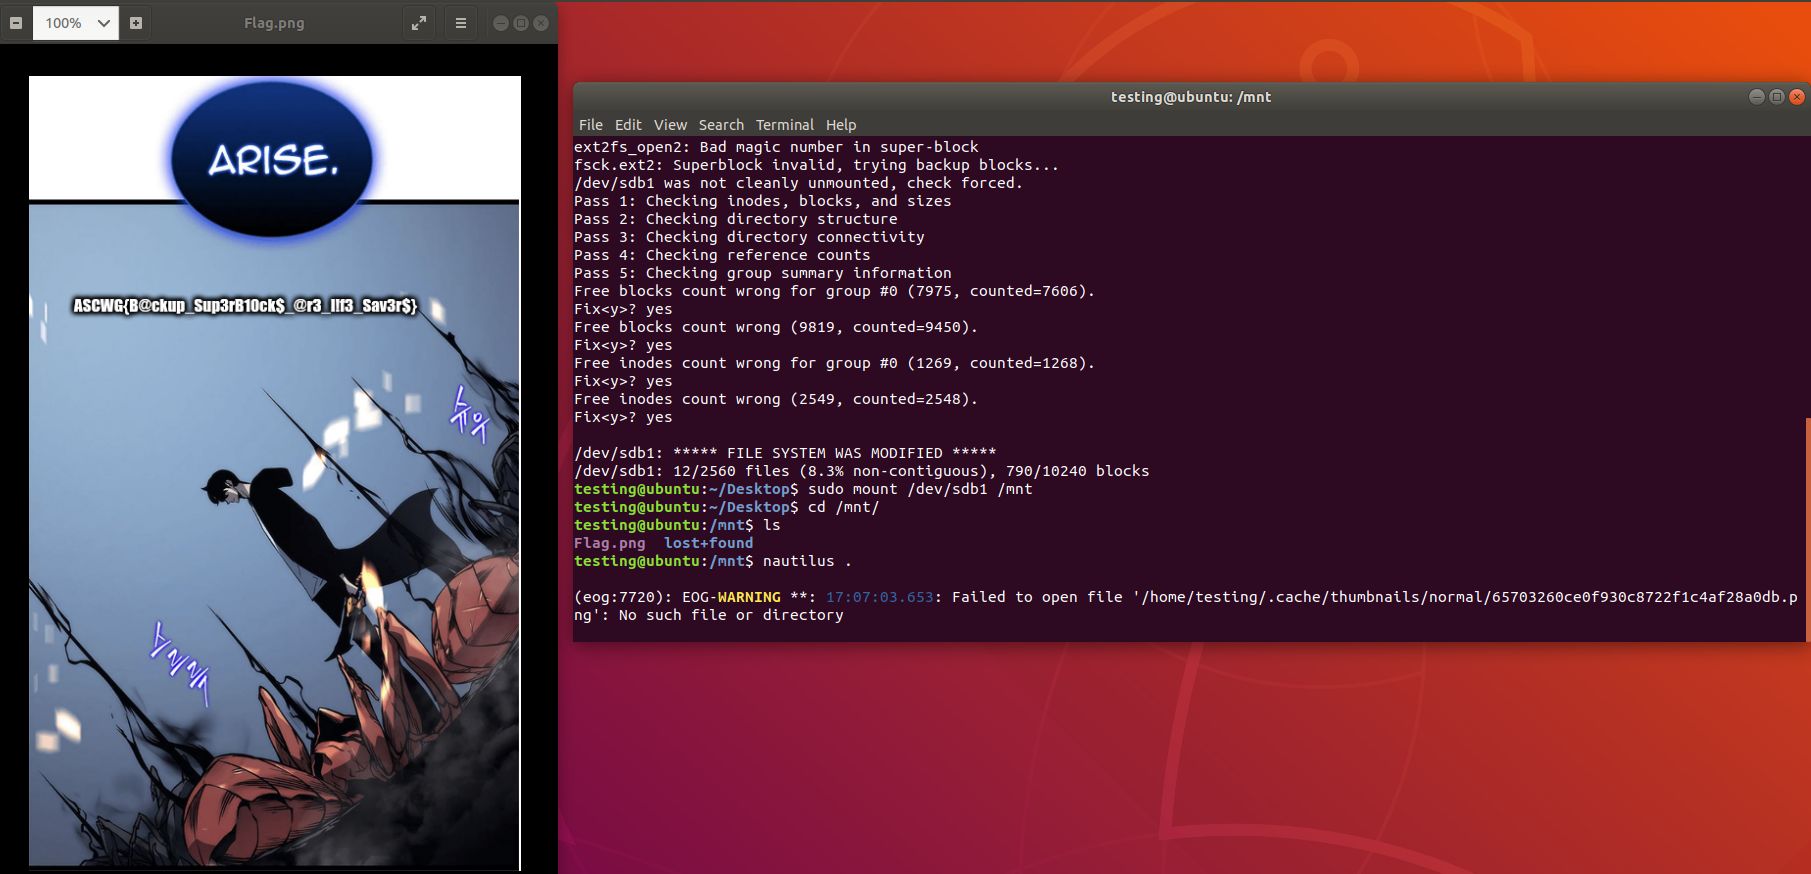 100%
Flag.png
ARISE.
ASCWG{B@ckup_Sup3rB10ck$_@r3_l!f3_Sav3r$}
testing@ubuntu: /mnt
File Edit View Search Terminal Help
ext2fs_open2: Bad magic number in super-block
fsck.ext2: Superblock invalid, trying backup blocks...
/dev/sdb1 was not cleanly unmounted, check forced.
Pass 1: Checking inodes, blocks, and sizes
Pass 2: Checking directory structure
Pass 3: Checking directory connectivity
Pass 4: Checking reference counts
Pass 5: Checking group summary information
Free blocks count wrong for group #0 (7975, counted=7606).
Fix<y>? yes
Free blocks count wrong (9819, counted=9450).
Fix<y>? yes
Free inodes count wrong for group #0 (1269, counted=1268).
Fix<y>? yes
Free inodes count wrong (2549, counted=2548).
Fix<y>? yes
/dev/sdb1: ***** FILE SYSTEM WAS MODIFIED *****
/dev/sdb1: 12/2560 files (8.3% non-contiguous), 790/10240 blocks
testing@ubuntu:~/Desktop$ sudo mount /dev/sdb1 /mnt
testing@ubuntu:~/Desktop$ cd /mnt/
testing@ubuntu:/mnt$ ls
Flag.png  lost+found
testing@ubuntu:/mnt$ nautilus .
(eog:7720): EOG-WARNING **: 17:07:03.653: Failed to open file '/home/testing/.cache/thumbnails/normal/65703260ce0f930c8722f1c4af28a0db.p
ng': No such file or directory